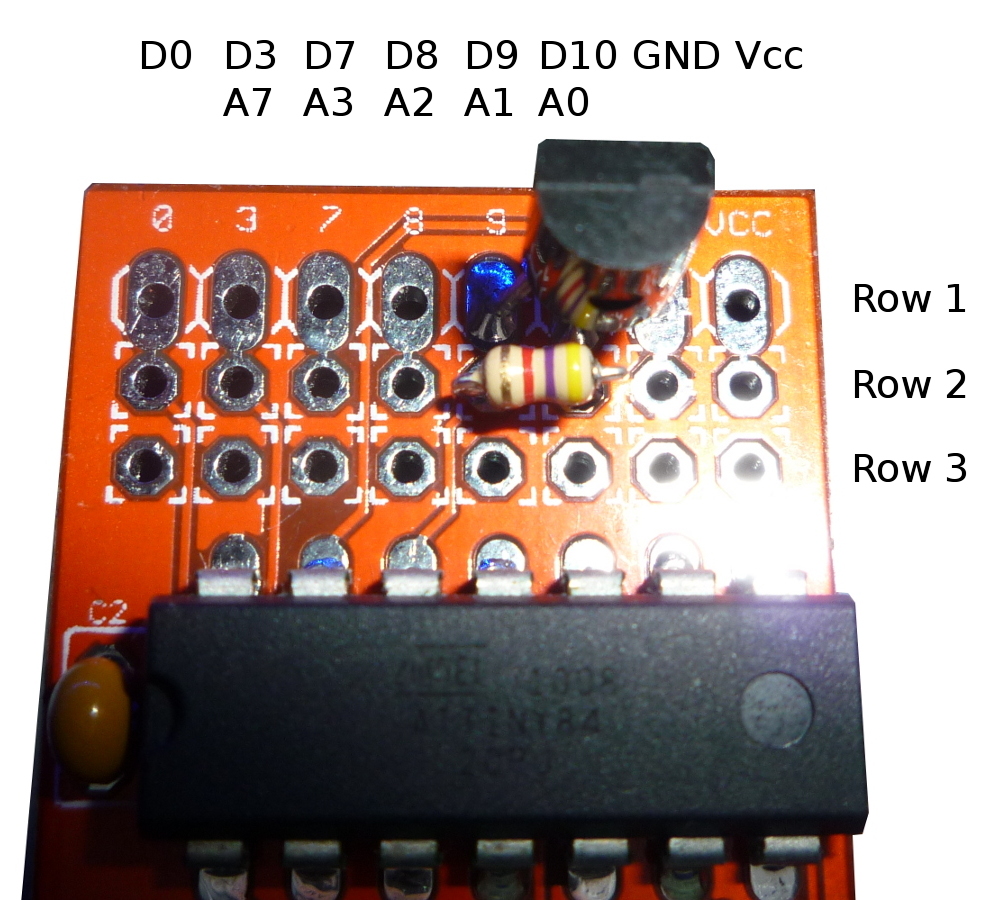 D0 D3 D7 D8 D9 D10 GND Vcc
A7 A3 A2 A1 A0
0 3 7 8 9 VCC
Row 1
Row 2
Row 3
C2
ATMEL
ATTINY84